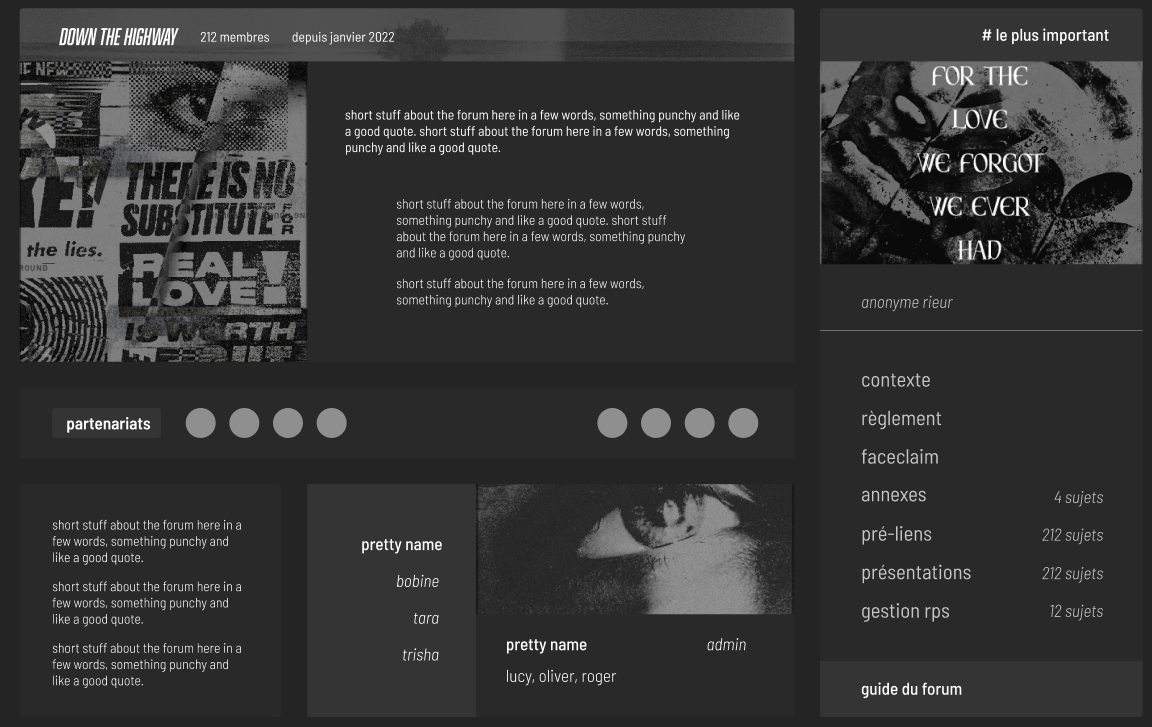 DOWN THE HIGHWAY 212 membres depuis janvier 2022
THERE IS NO
SUBSTITUTE FOR
the lies.
REAL
LOVE!
short stuff about the forum here in a few words, something punchy and like
a good quote. short stuff about the forum here in a few words, something
punchy and like a good quote.
short stuff about the forum here in a few words,
something punchy and like a good quote. short stuff
about the forum here in a few words, something punchy
and like a good quote.
short stuff about the forum here in a few words,
something punchy and like a good quote.
partenariats
short stuff about the forum here in a
few words, something punchy and
like a good quote.
short stuff about the forum here in a
few words, something punchy and
like a good quote.
short stuff about the forum here in a
few words, something punchy and
like a good quote.
pretty name
bobine
tara
trisha
pretty name admin
lucy, oliver, roger
# le plus important
FOR THE
LOVE
WE FORGOT
WE EVER
HAD
anonyme rieur
contexte
règlement
faceclaim
annexes 4 sujets
pré-liens 212 sujets
présentations 212 sujets
gestion rps 12 sujets
guide du forum